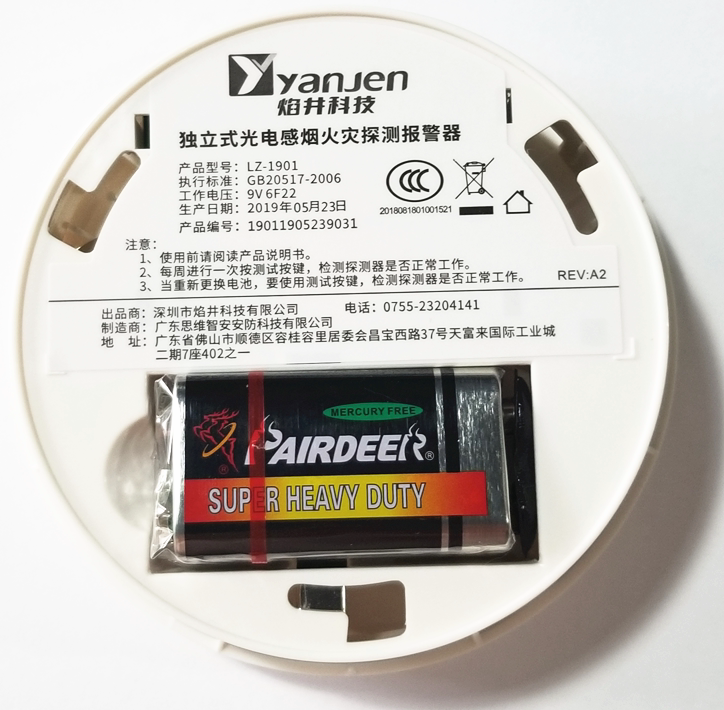 yanjen
焰井科技
独立式光电感烟火灾探测报警器
产品型号：LZ-1901
执行标准：GB20517-2006
工作电压：9V 6F22
生产日期：2019年05月23日
产品编号：19011905239031
CCC
2018081801001521
注意：
1、使用前请阅读产品说明书。
2、每周进行一次按测试按键，检测探测器是否正常工作。
3、当重新更换电池，要使用测试按键，检测探测器是否正常工作。
REV:A2
出品商：深圳市焰井科技有限公司 电话：0755-23204141
制造商：广东思维智安安防科技有限公司
地 址：广东省佛山市顺德区容桂容里居委会昌宝西路37号天富来国际工业城
二期7座402之一
MERCURY FREE
PAIRDEER®
®
SUPER HEAVY DUTY